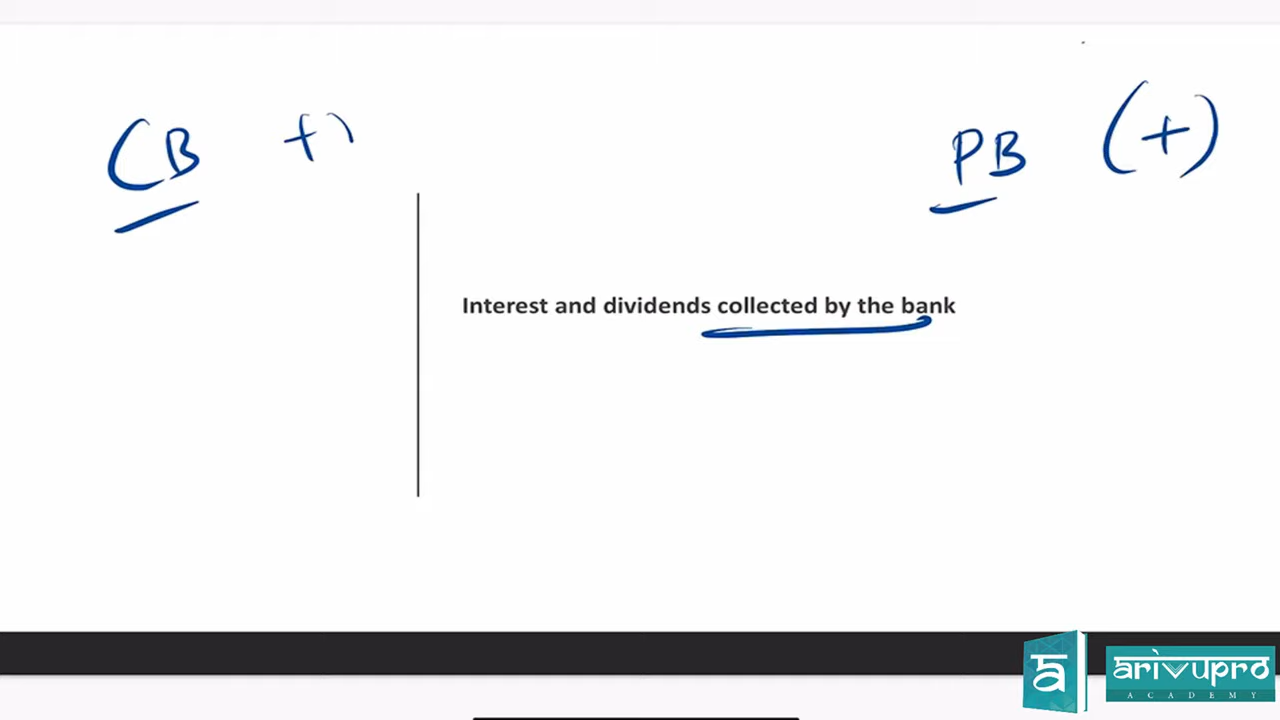 CB +)
PB (+)
Interest and dividends collected by the bank
arivupro
ACADEMY